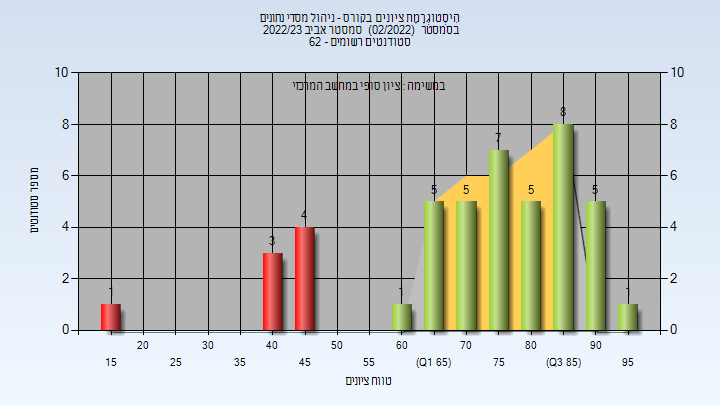 היסטוגרמת ציונים בקורס - ניהול מסדי נתונים
בסמסטר (02/2022) סמסטר אביב 2022/23
סטודנטים רשומים - 62
במשימה : ציון סופי במחשב המרכזי
מספר סטודנטים
10 10
8 8
6 6
4 4
2 2
0 0
1 3 4 1 5 5 7 5 8 5 1
20 30 40 50 60 70 80 90
15 25 35 45 55 (Q1 65) 75 (Q3 85) 95
טווח ציונים